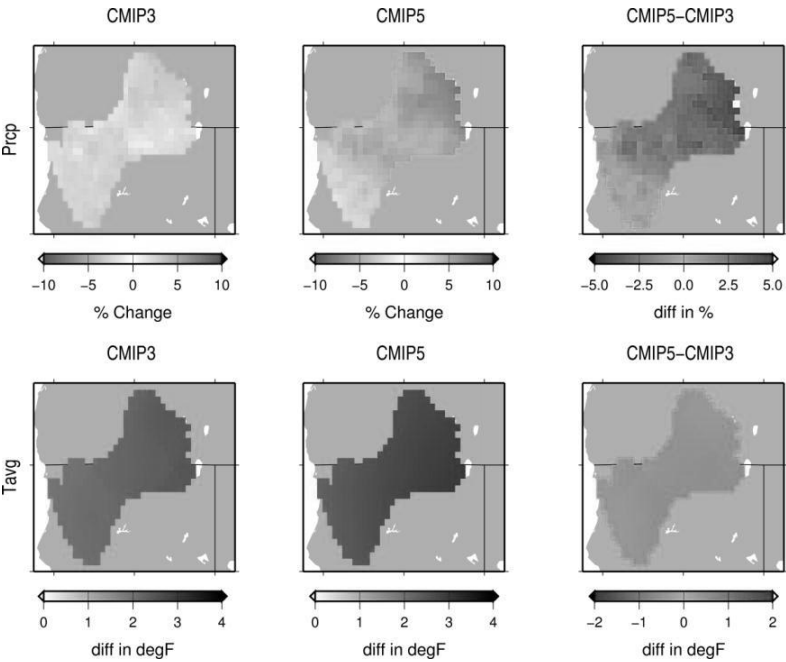 CMIP3 CMIP5 CMIP5−CMIP3
Prcp
−10 −5 0 5 10 −10 −5 0 5 10 −5.0 −2.5 0.0 2.5 5.0
% Change % Change diff in %
CMIP3 CMIP5 CMIP5−CMIP3
Tavg
0 1 2 3 4 0 1 2 3 4 −2 −1 0 1 2
diff in degF diff in degF diff in degF